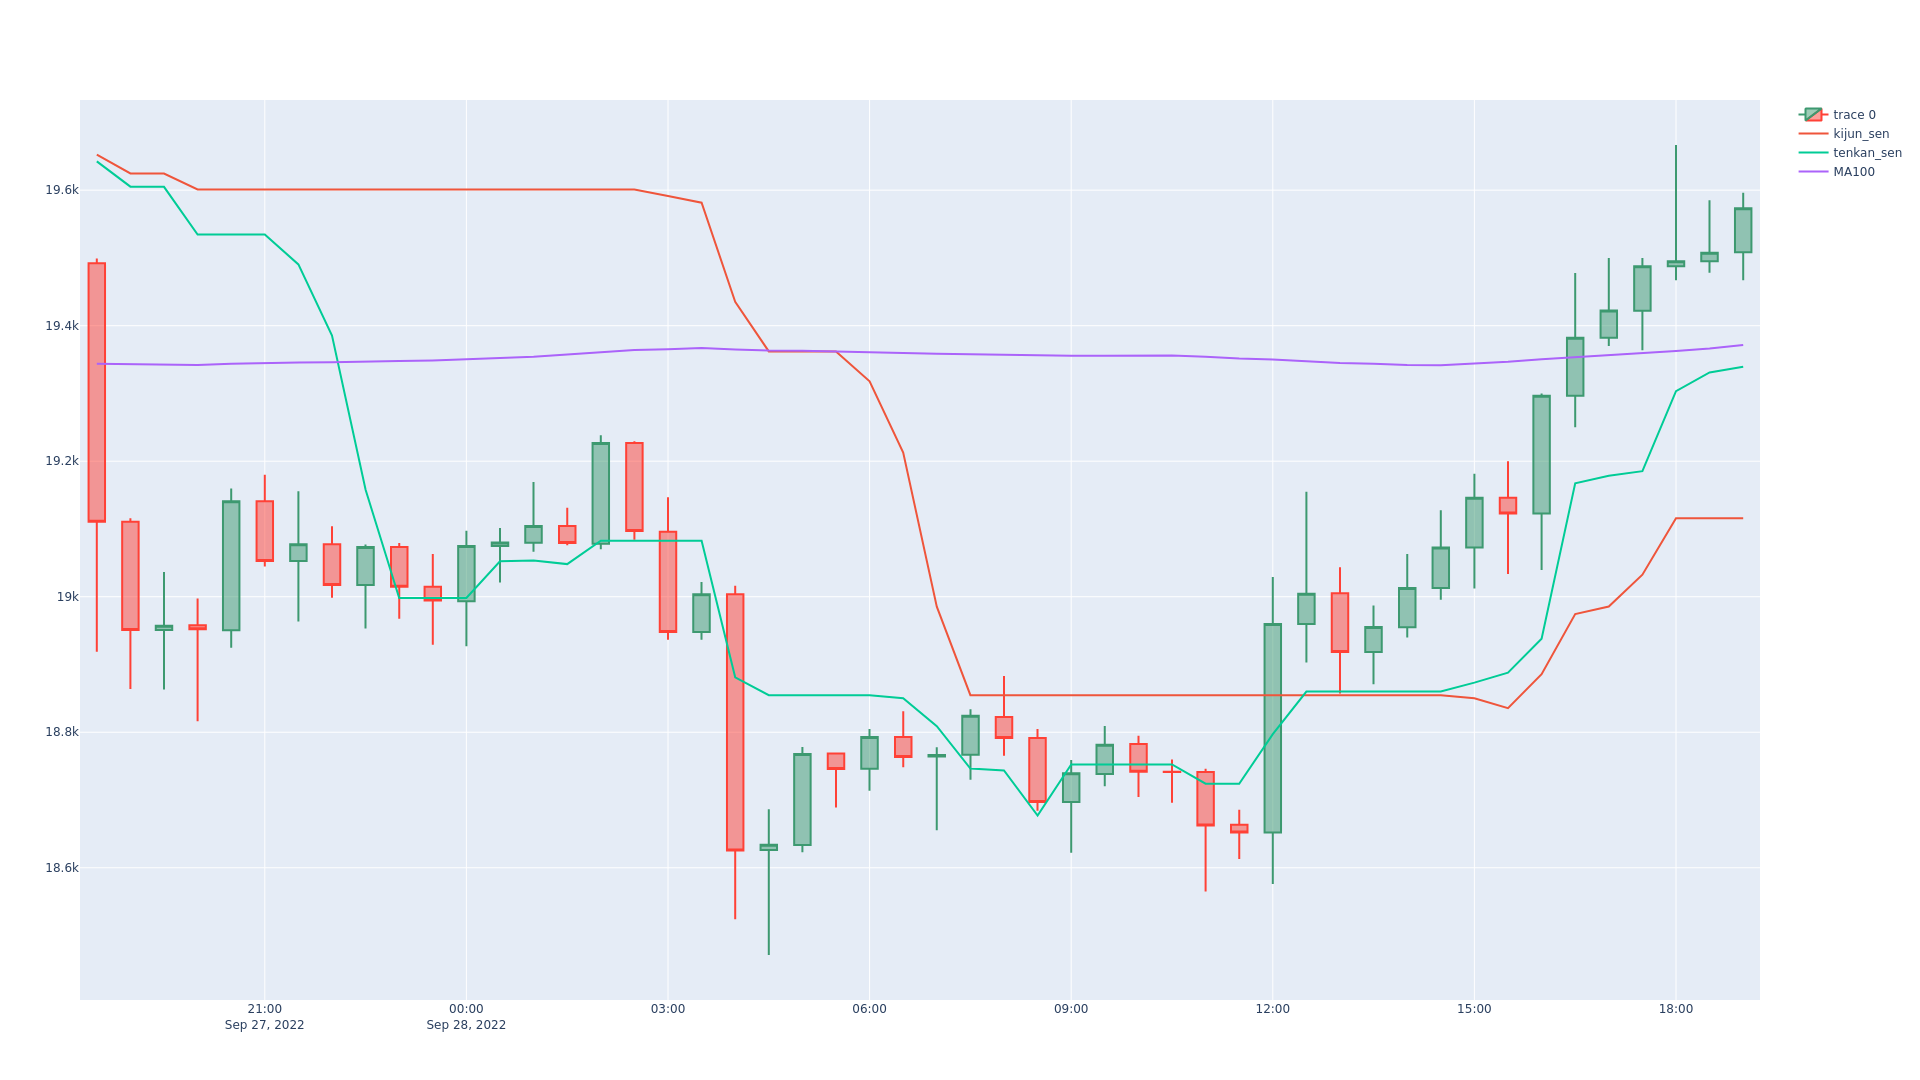 trace 0
kijun_sen
tenkan_sen
MA100
19.6k
19.4k
19.2k
19k
18.8k
18.6k
21:00 00:00 03:00 06:00 09:00 12:00 15:00 18:00
Sep 27, 2022 Sep 28, 2022